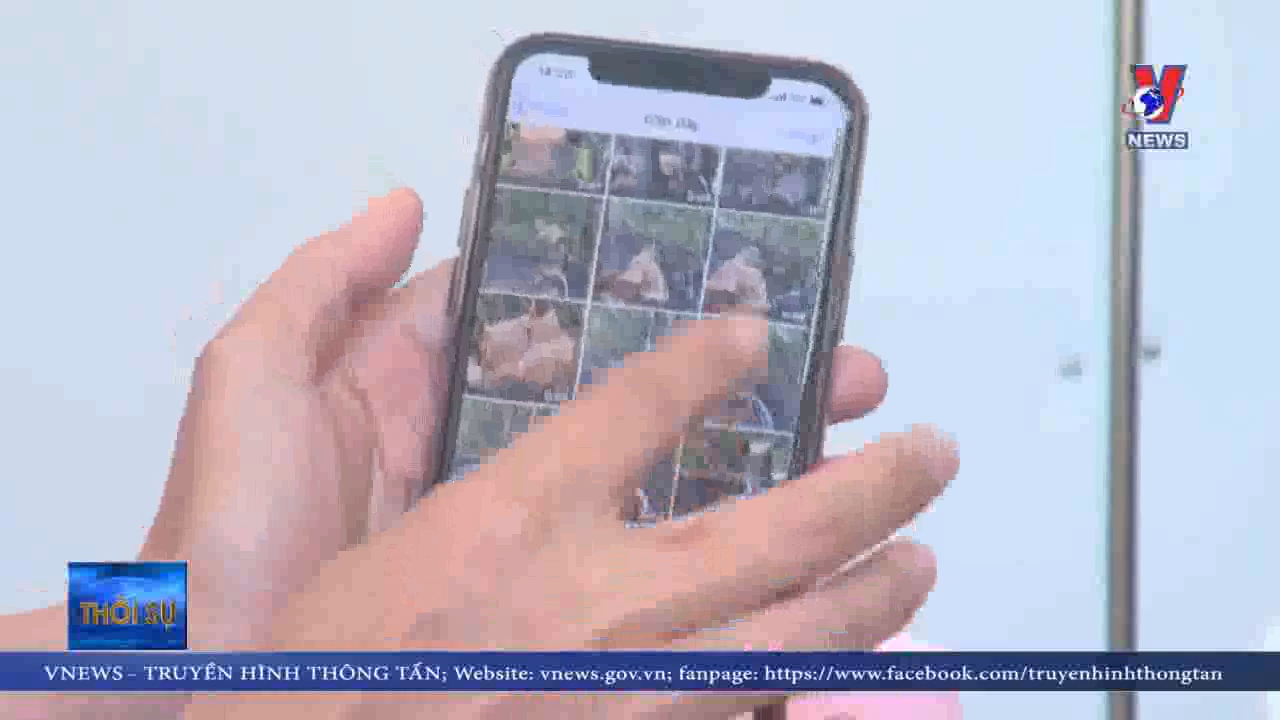 V
NEWS
THỜI SỰ
VNEWS - TRUYỀN HÌNH THÔNG TẤN; Website: vnews.gov.vn; fanpage: https://www.facebook.com/truyenhinhthongtan